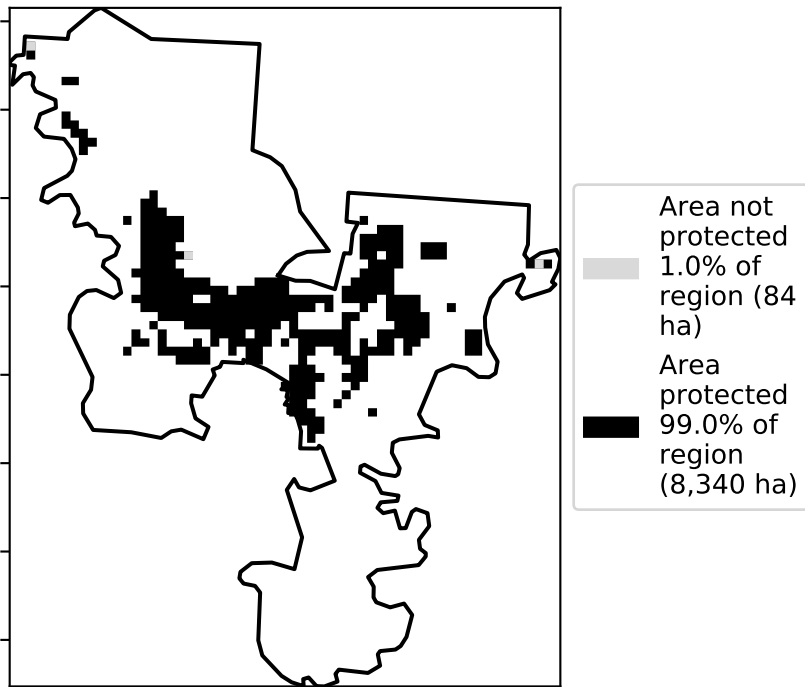 Area not
protected
1.0% of
region (84
ha)
Area
protected
99.0% of
region
(8,340 ha)